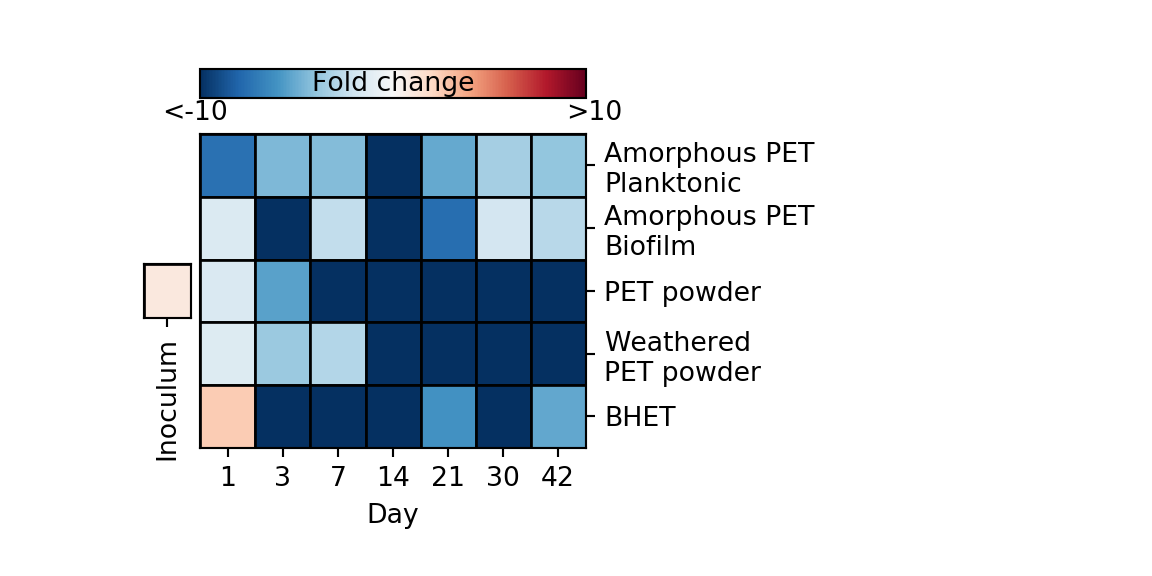 Fold change
<-10
>10
Amorphous PET
Planktonic
Amorphous PET
Biofilm
PET powder
Weathered
PET powder
BHET
Inoculum
1 3 7 14 21 30 42
Day